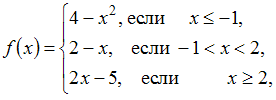 4 − x², если x ≤ −1,
f(x) = { 2 − x, если −1 < x < 2,
2x − 5, если x ≥ 2,